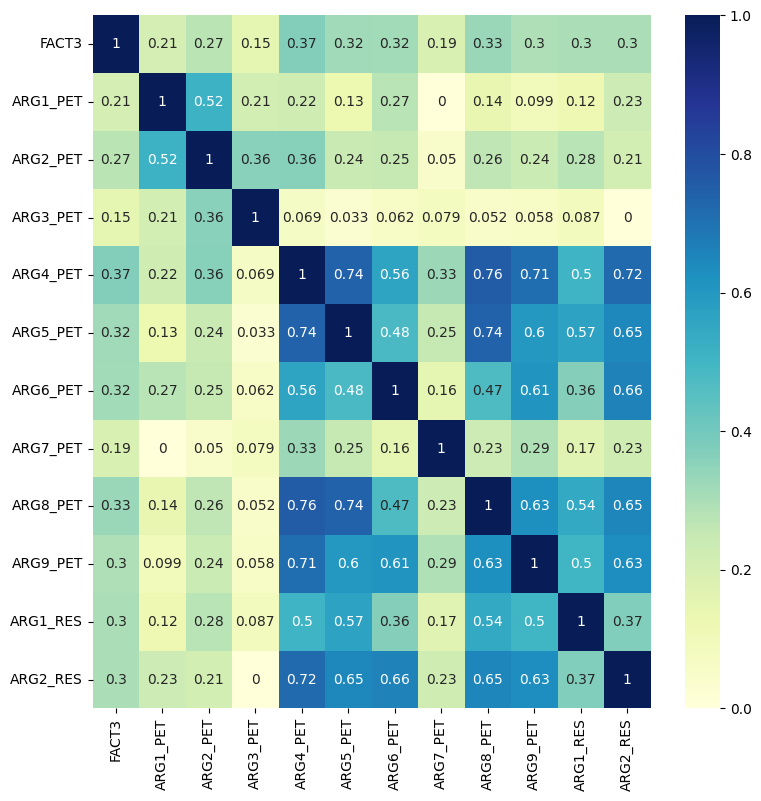 FACT3 1 0.21 0.27 0.15 0.37 0.32 0.32 0.19 0.33 0.3 0.3 0.3
ARG1_PET 0.21 1 0.52 0.21 0.22 0.13 0.27 0 0.14 0.099 0.12 0.23
ARG2_PET 0.27 0.52 1 0.36 0.36 0.24 0.25 0.05 0.26 0.24 0.28 0.21
ARG3_PET 0.15 0.21 0.36 1 0.069 0.033 0.062 0.079 0.052 0.058 0.087 0
ARG4_PET 0.37 0.22 0.36 0.069 1 0.74 0.56 0.33 0.76 0.71 0.5 0.72
ARG5_PET 0.32 0.13 0.24 0.033 0.74 1 0.48 0.25 0.74 0.6 0.57 0.65
ARG6_PET 0.32 0.27 0.25 0.062 0.56 0.48 1 0.16 0.47 0.61 0.36 0.66
ARG7_PET 0.19 0 0.05 0.079 0.33 0.25 0.16 1 0.23 0.29 0.17 0.23
ARG8_PET 0.33 0.14 0.26 0.052 0.76 0.74 0.47 0.23 1 0.63 0.54 0.65
ARG9_PET 0.3 0.099 0.24 0.058 0.71 0.6 0.61 0.29 0.63 1 0.5 0.63
ARG1_RES 0.3 0.12 0.28 0.087 0.5 0.57 0.36 0.17 0.54 0.5 1 0.37
ARG2_RES 0.3 0.23 0.21 0 0.72 0.65 0.66 0.23 0.65 0.63 0.37 1
FACT3 ARG1_PET ARG2_PET ARG3_PET ARG4_PET ARG5_PET ARG6_PET ARG7_PET ARG8_PET ARG9_PET ARG1_RES ARG2_RES
1.0
0.8
0.6
0.4
0.2
0.0